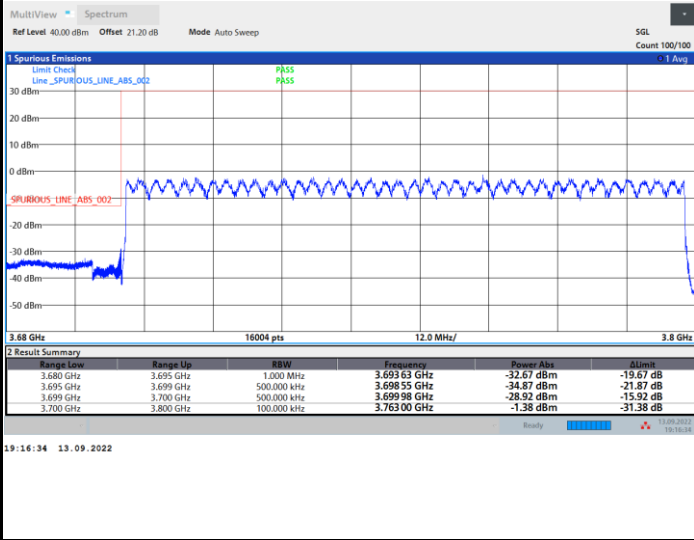 MultiView Spectrum
Ref Level 40.00 dBm Offset 21.20 dB Mode Auto Sweep SGL
Count 100/100
1 Spurious Emissions 1 Avg
Limit Check PASS
Line _SPURIOUS_LINE_ABS_002 PASS
30 dBm
20 dBm
10 dBm
0 dBm
_SPURIOUS_LINE_ABS_002
-20 dBm
-30 dBm
-40 dBm
-50 dBm
3.68 GHz 16004 pts 12.0 MHz/ 3.8 GHz
2 Result Summary
Range Low Range Up RBW Frequency Power Abs ΔLimit
3.680 GHz 3.695 GHz 1.000 MHz 3.693 63 GHz -32.67 dBm -19.67 dB
3.695 GHz 3.699 GHz 500.000 kHz 3.698 55 GHz -34.87 dBm -21.87 dB
3.699 GHz 3.700 GHz 500.000 kHz 3.699 98 GHz -28.92 dBm -15.92 dB
3.700 GHz 3.800 GHz 100.000 kHz 3.763 00 GHz -1.38 dBm -31.38 dB
Ready 13.09.2022
19:16:34
19:16:34 13.09.2022